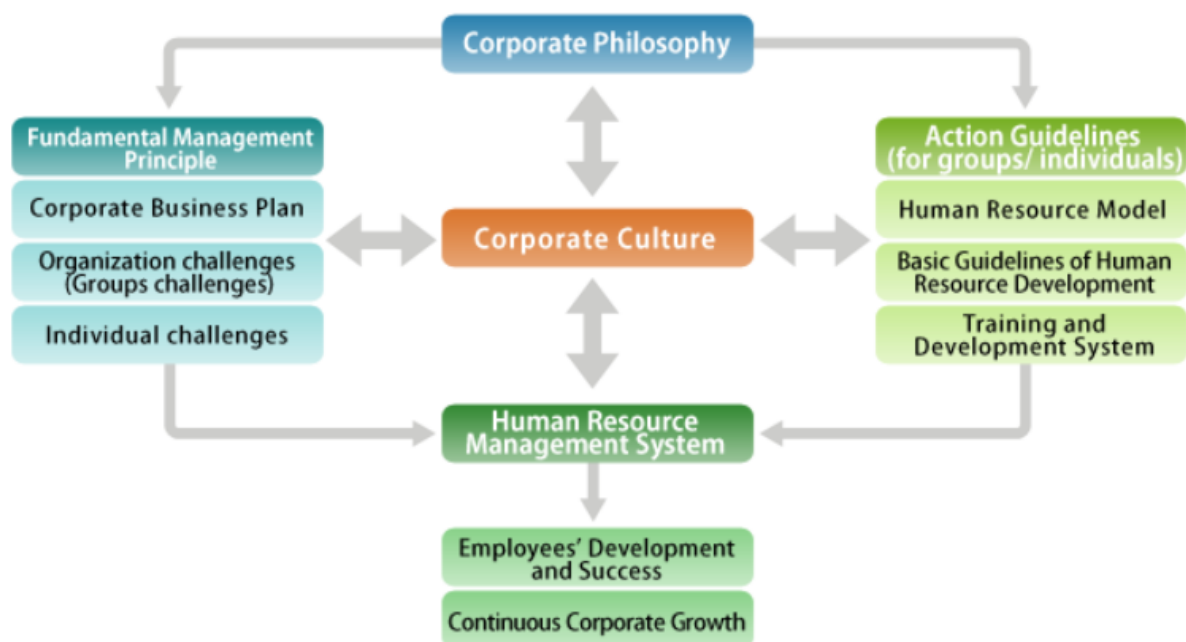 Corporate Philosophy
Fundamental Management
Principle
Corporate Business Plan
Organization challenges
(Groups challenges)
Individual challenges
Corporate Culture
Action Guidelines
(for groups/ individuals)
Human Resource Model
Basic Guidelines of Human
Resource Development
Training and
Development System
Human Resource
Management System
Employees’ Development
and Success
Continuous Corporate Growth